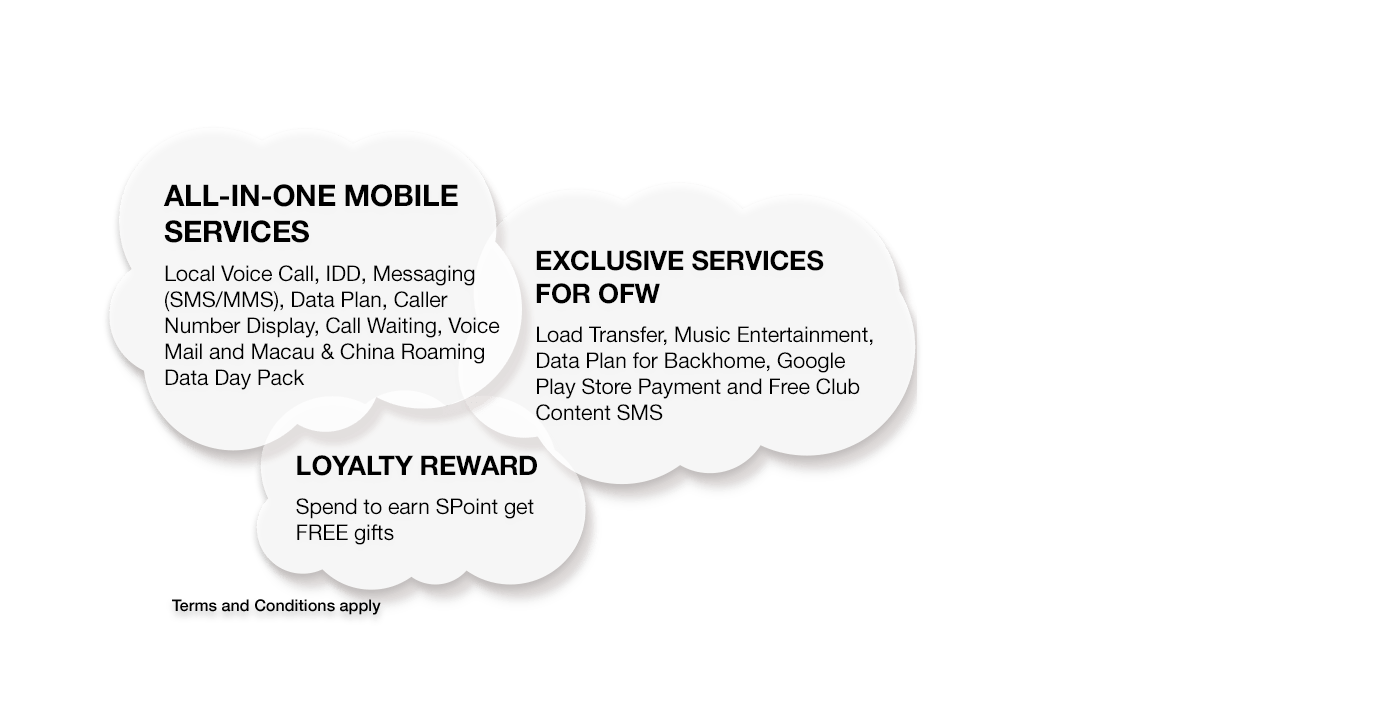 ALL-IN-ONE MOBILE
SERVICES
Local Voice Call, IDD, Messaging
(SMS/MMS), Data Plan, Caller
Number Display, Call Waiting, Voice
Mail and Macau & China Roaming
Data Day Pack
EXCLUSIVE SERVICES
FOR OFW
Load Transfer, Music Entertainment,
Data Plan for Backhome, Google
Play Store Payment and Free Club
Content SMS
LOYALTY REWARD
Spend to earn SPoint get
FREE gifts
Terms and Conditions apply